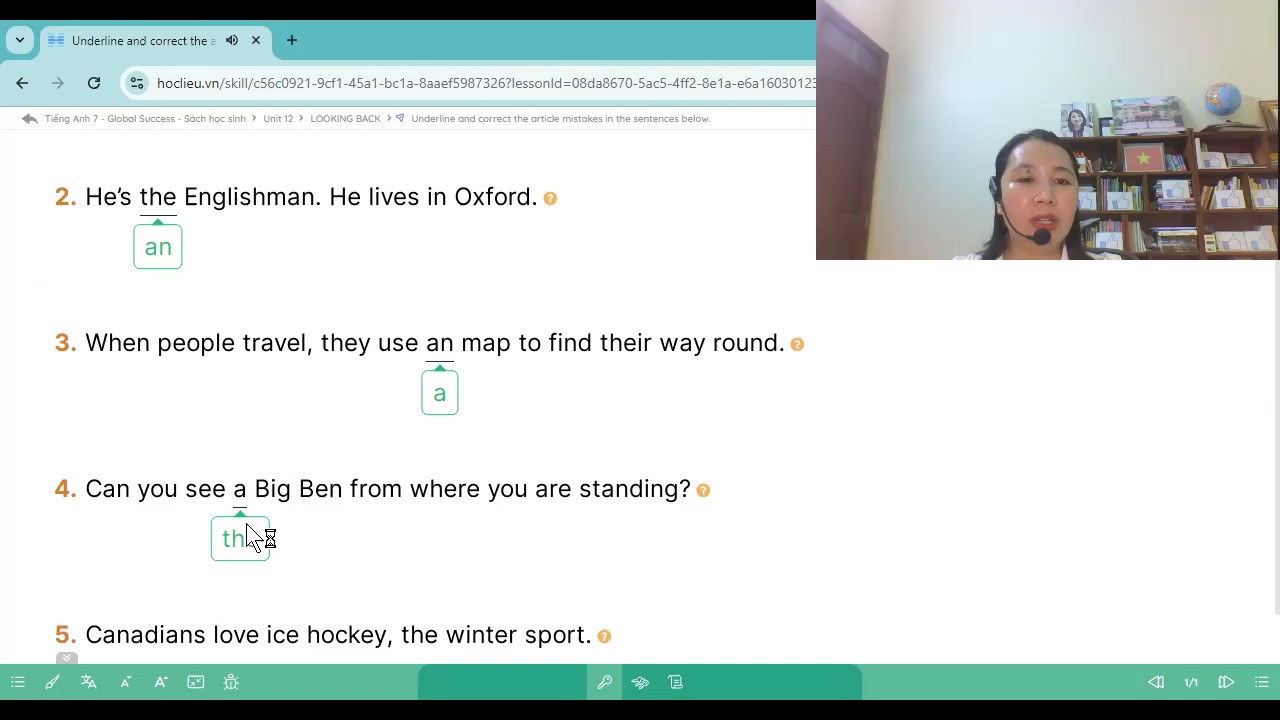 Underline and correct the a
hoclieu.vn/skill/c56c0921-9cf1-45a1-bc1a-8aaef5987326?lessonId=08da8670-5ac5-4ff2-8e1a-e6a16030123
Tiếng Anh 7 - Global Success - Sách học sinh > Unit 12 > LOOKING BACK > Underline and correct the article mistakes in the sentences below.
2. He's the Englishman. He lives in Oxford.
an
3. When people travel, they use an map to find their way round.
a
4. Can you see a Big Ben from where you are standing?
5. Canadians love ice hockey, the winter sport.
1/1